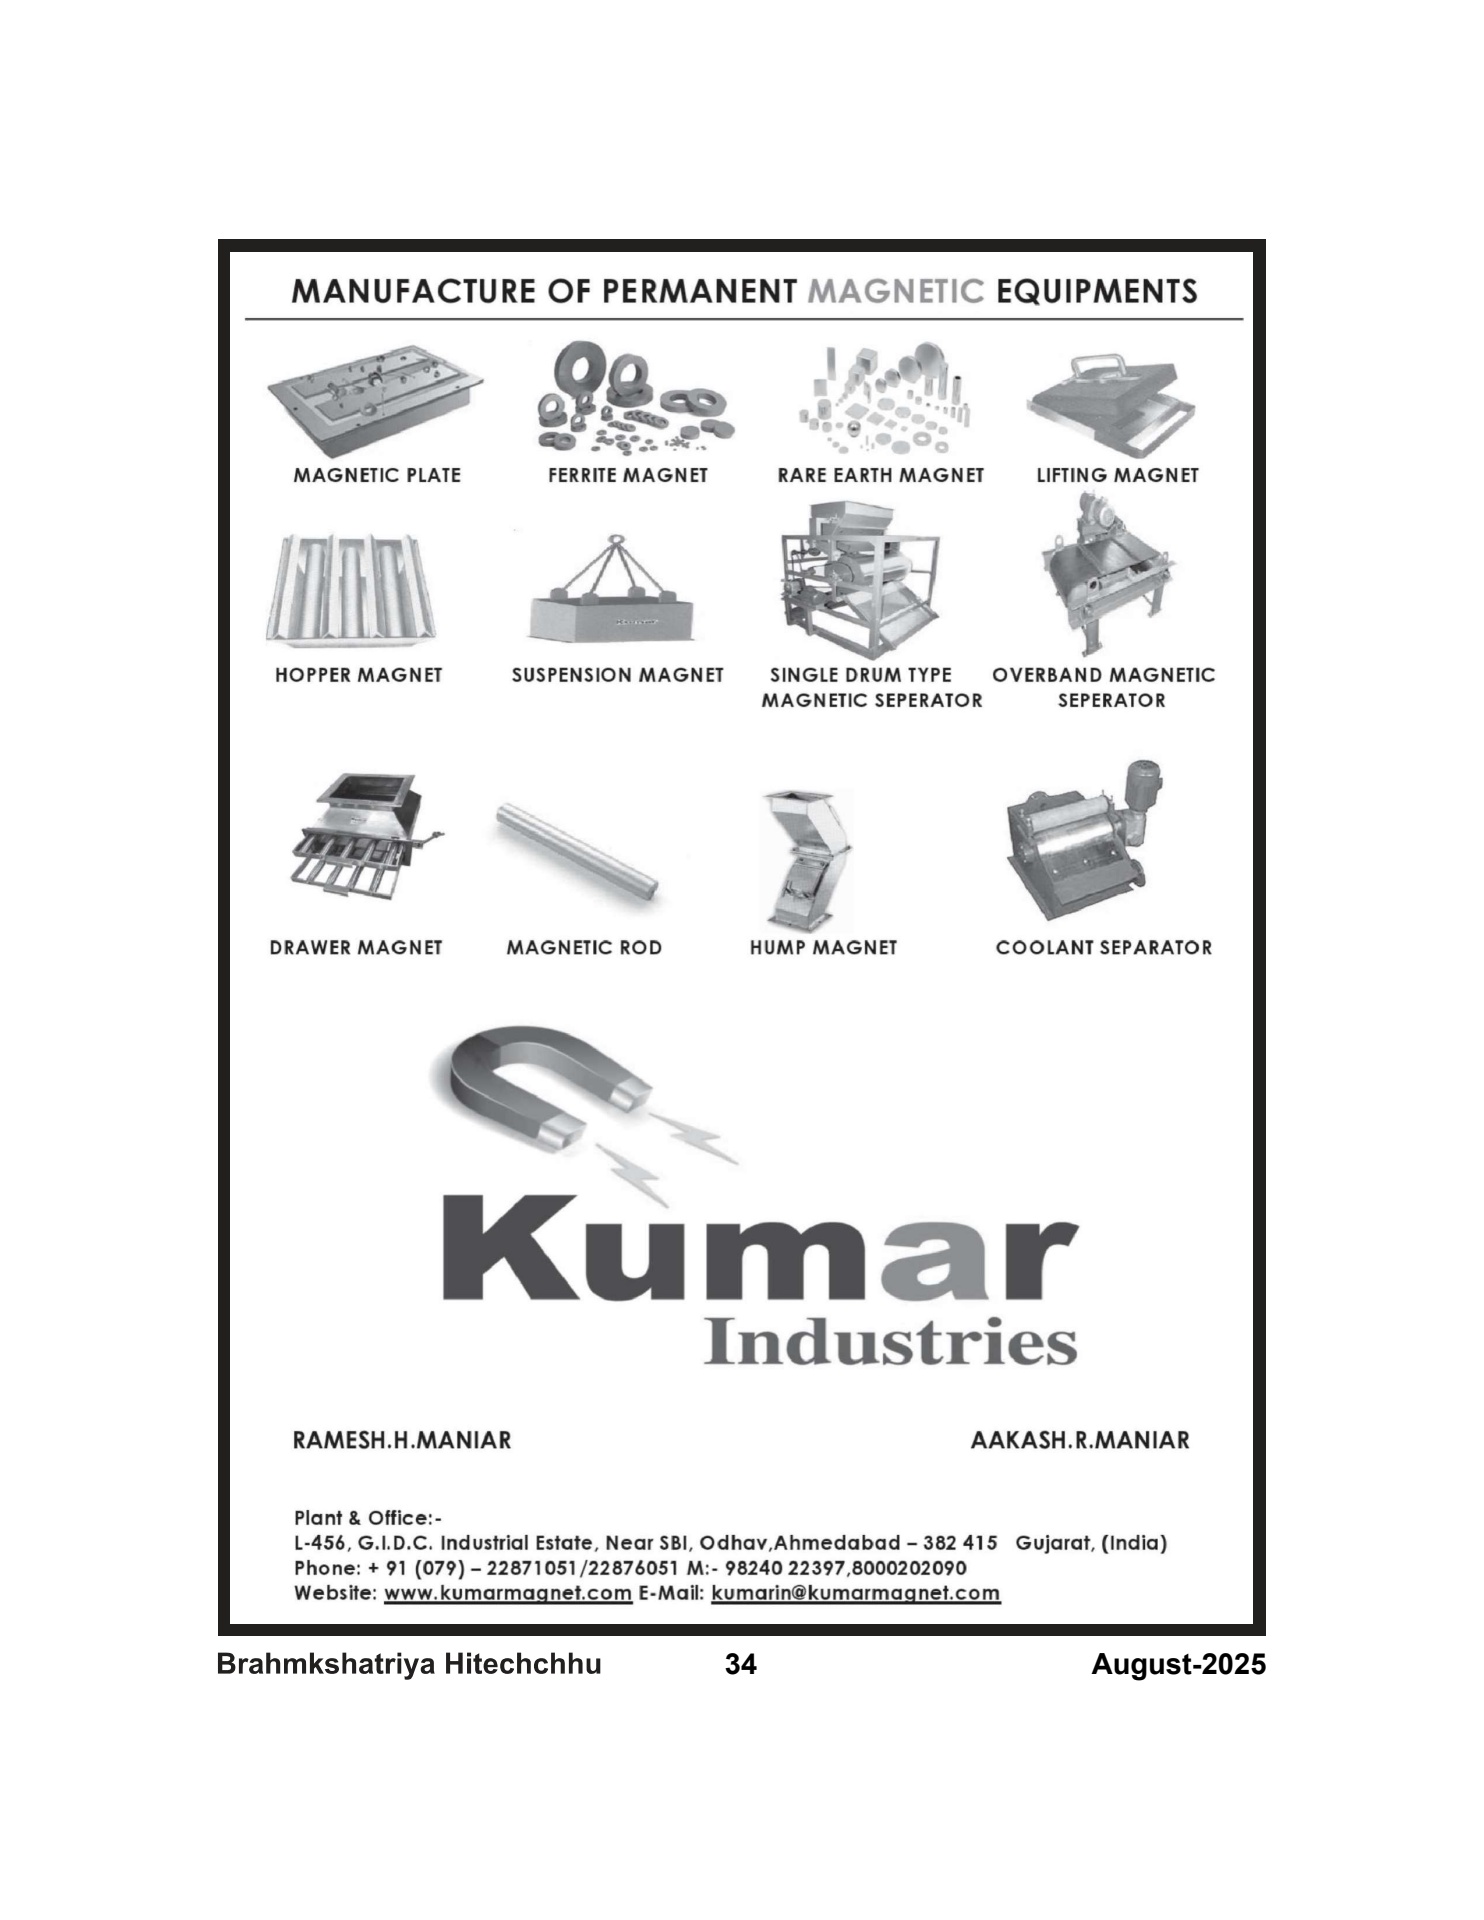 MANUFACTURE OF PERMANENT MAGNETIC EQUIPMENTS
MAGNETIC PLATE
FERRITE MAGNET
RARE EARTH MAGNET
LIFTING MAGNET
HOPPER MAGNET
SUSPENSION MAGNET
SINGLE DRUM TYPE
MAGNETIC SEPERATOR
OVERBAND MAGNETIC
SEPERATOR
DRAWER MAGNET
MAGNETIC ROD
HUMP MAGNET
COOLANT SEPARATOR
Kumar
Industries
RAMESH.H.MANIAR
AAKASH.R.MANIAR
Plant & Office:-
L-456, G.I.D.C. Industrial Estate, Near SBI, Odhav,Ahmedabad – 382 415 Gujarat, (India)
Phone: + 91 (079) – 22871051/22876051 M:- 98240 22397,8000202090
Website: www.kumarmagnet.com E-Mail: kumarin@kumarmagnet.com
Brahmkshatriya Hitechchhu 34 August-2025